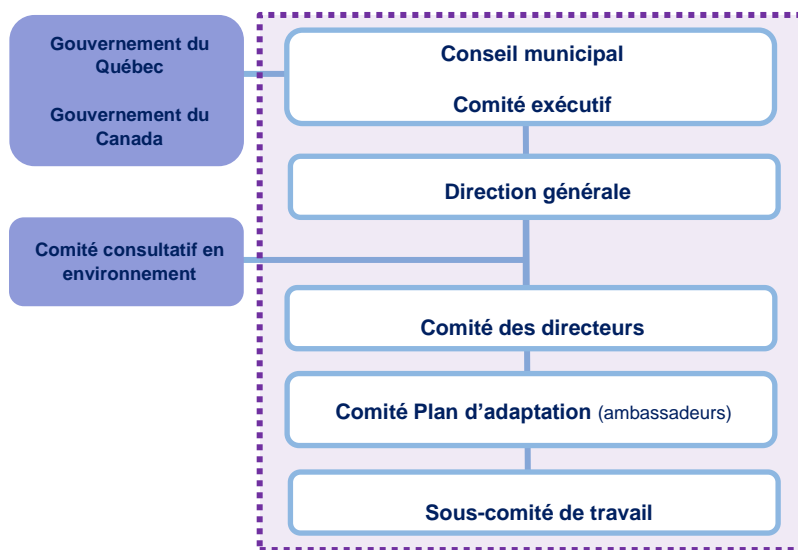 Gouvernement du
Québec
Gouvernement du
Canada
Conseil municipal
Comité exécutif
Direction générale
Comité consultatif en
environnement
Comité des directeurs
Comité Plan d'adaptation (ambassadeurs)
Sous-comité de travail